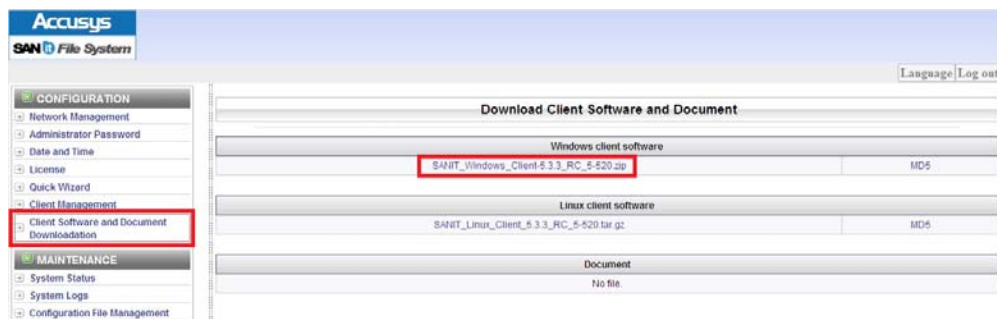 Accusys
SAN it File System
Language Log out
CONFIGURATION
Network Management
Administrator Password
Date and Time
License
Quick Wizard
Client Management
Client Software and Document
Downloadation
MAINTENANCE
System Status
System Logs
Configuration File Management
Download Client Software and Document
Windows client software
SANIT_Windows_Client-5.3.3_RC_5-520.zip MD5
Linux client software
SANIT_Linux_Client_5.3.3_RC_5-520.tar.gz MD5
Document
No file.